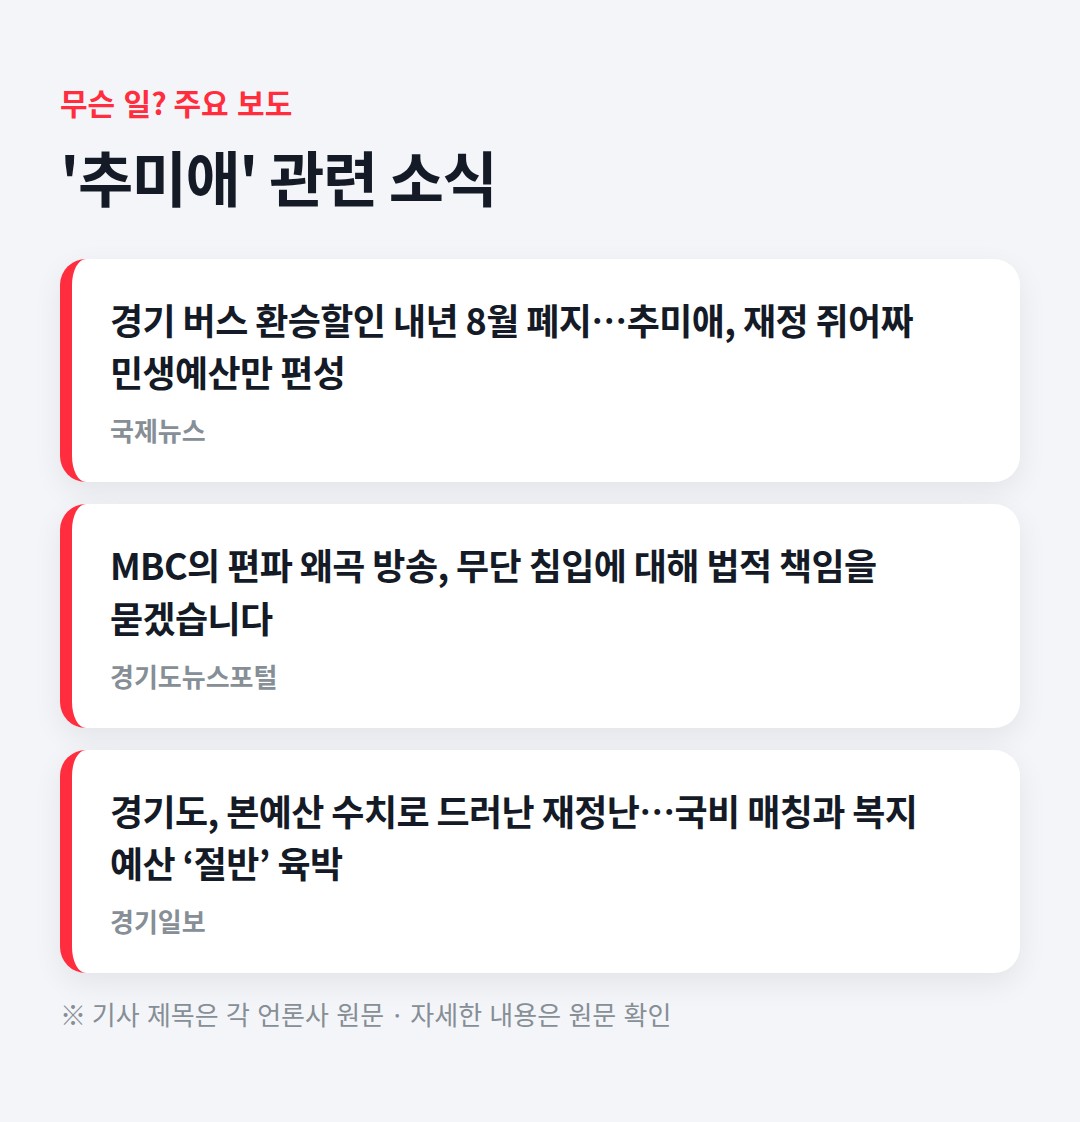 무슨 일? 주요 보도
'추미애' 관련 소식
경기 버스 환승할인 내년 8월 폐지…추미애, 재정 쥐어짜
민생예산만 편성
국제뉴스
MBC의 편파 왜곡 방송, 무단 침입에 대해 법적 책임을
묻겠습니다
경기도뉴스포털
경기도, 본예산 수치로 드러난 재정난…국비 매칭과 복지
예산 ‘절반’ 육박
경기일보
※ 기사 제목은 각 언론사 원문 · 자세한 내용은 원문 확인